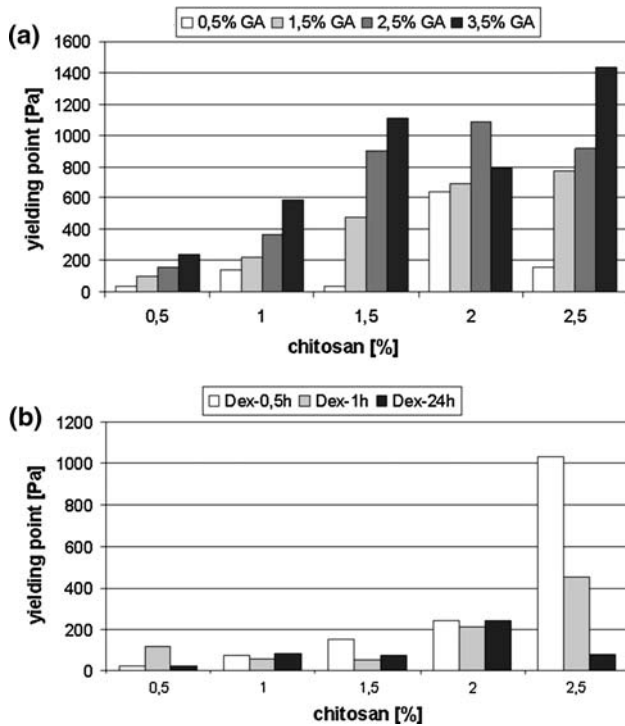 (a)
0,5% GA 1,5% GA 2,5% GA 3,5% GA
yielding point [Pa]
1600
1400
1200
1000
800
600
400
200
0
0,5 1 1,5 2 2,5
chitosan [%]
(b)
Dex-0,5h Dex-1h Dex-24h
yielding point [Pa]
1200
1000
800
600
400
200
0
0,5 1 1,5 2 2,5
chitosan [%]